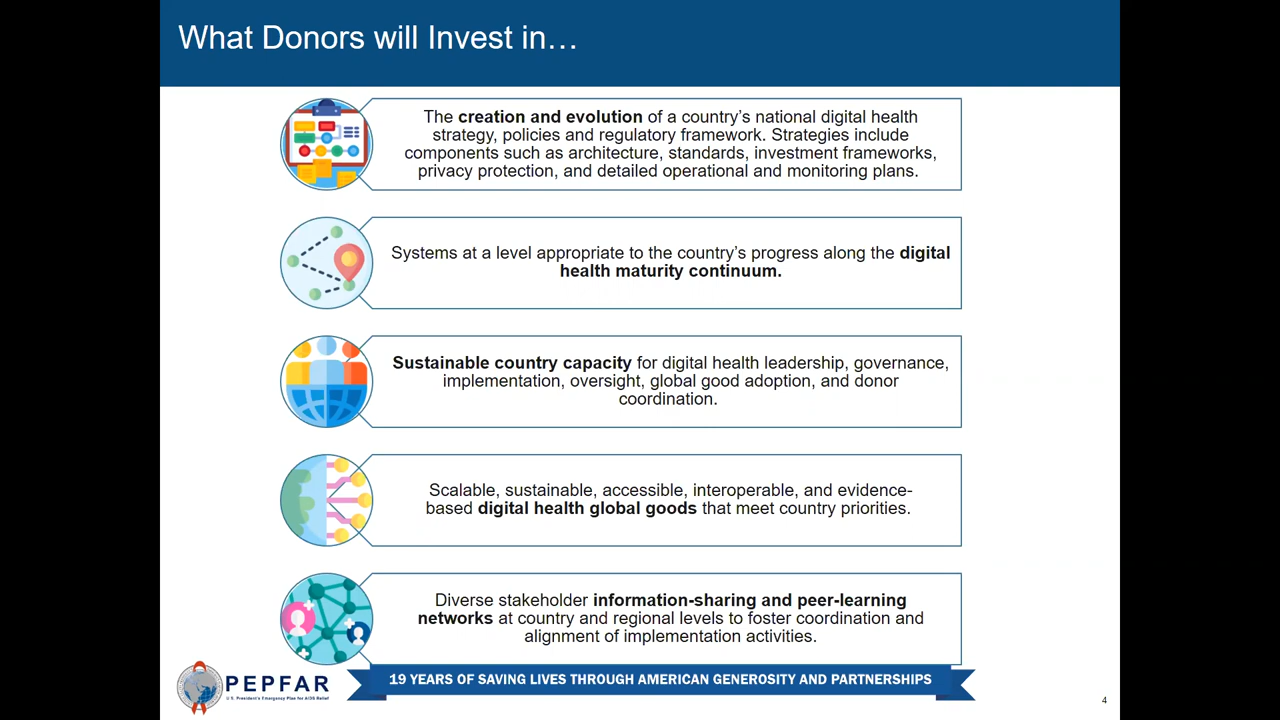 What Donors will Invest in…
The creation and evolution of a country’s national digital health
strategy, policies and regulatory framework. Strategies include
components such as architecture, standards, investment frameworks,
privacy protection, and detailed operational and monitoring plans.
Systems at a level appropriate to the country’s progress along the digital
health maturity continuum.
Sustainable country capacity for digital health leadership, governance,
implementation, oversight, global good adoption, and donor
coordination.
Scalable, sustainable, accessible, interoperable, and evidence-
based digital health global goods that meet country priorities.
Diverse stakeholder information-sharing and peer-learning
networks at country and regional levels to foster coordination and
alignment of implementation activities.
PEPFAR
U.S. President's Emergency Plan for AIDS Relief
19 YEARS OF SAVING LIVES THROUGH AMERICAN GENEROSITY AND PARTNERSHIPS
4